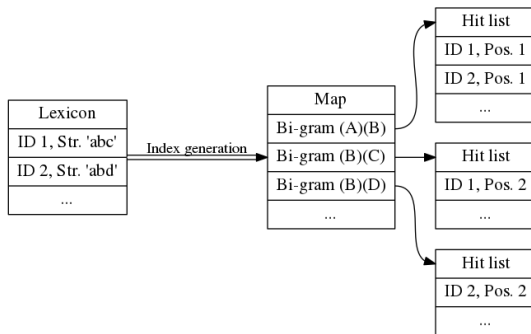 Lexicon
ID 1, Str. 'abc'
ID 2, Str. 'abd'
...
Index generation
Map
Bi-gram (A)(B)
Bi-gram (B)(C)
Bi-gram (B)(D)
...
Hit list
ID 1, Pos. 1
ID 2, Pos. 1
...
Hit list
ID 1, Pos. 2
...
Hit list
ID 2, Pos. 2
...